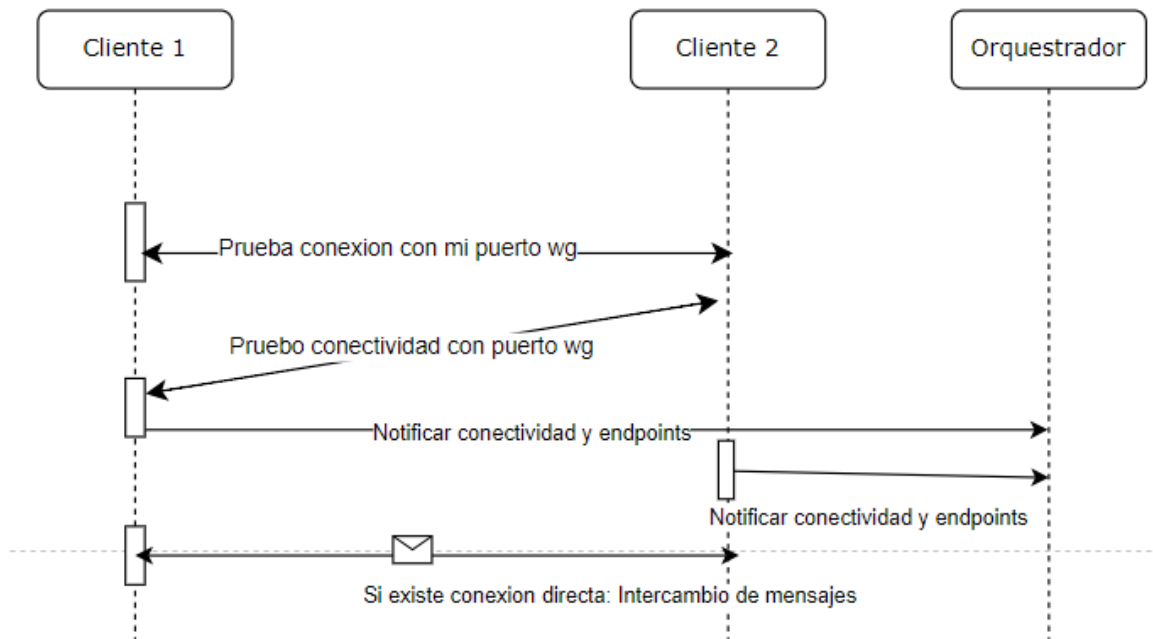 Cliente 1
Cliente 2
Orquestrador
Prueba conexion con mi puerto wg
Pruebo conectividad con puerto wg
Notificar conectividad y endpoints
Notificar conectividad y endpoints
Si existe conexion directa: Intercambio de mensajes